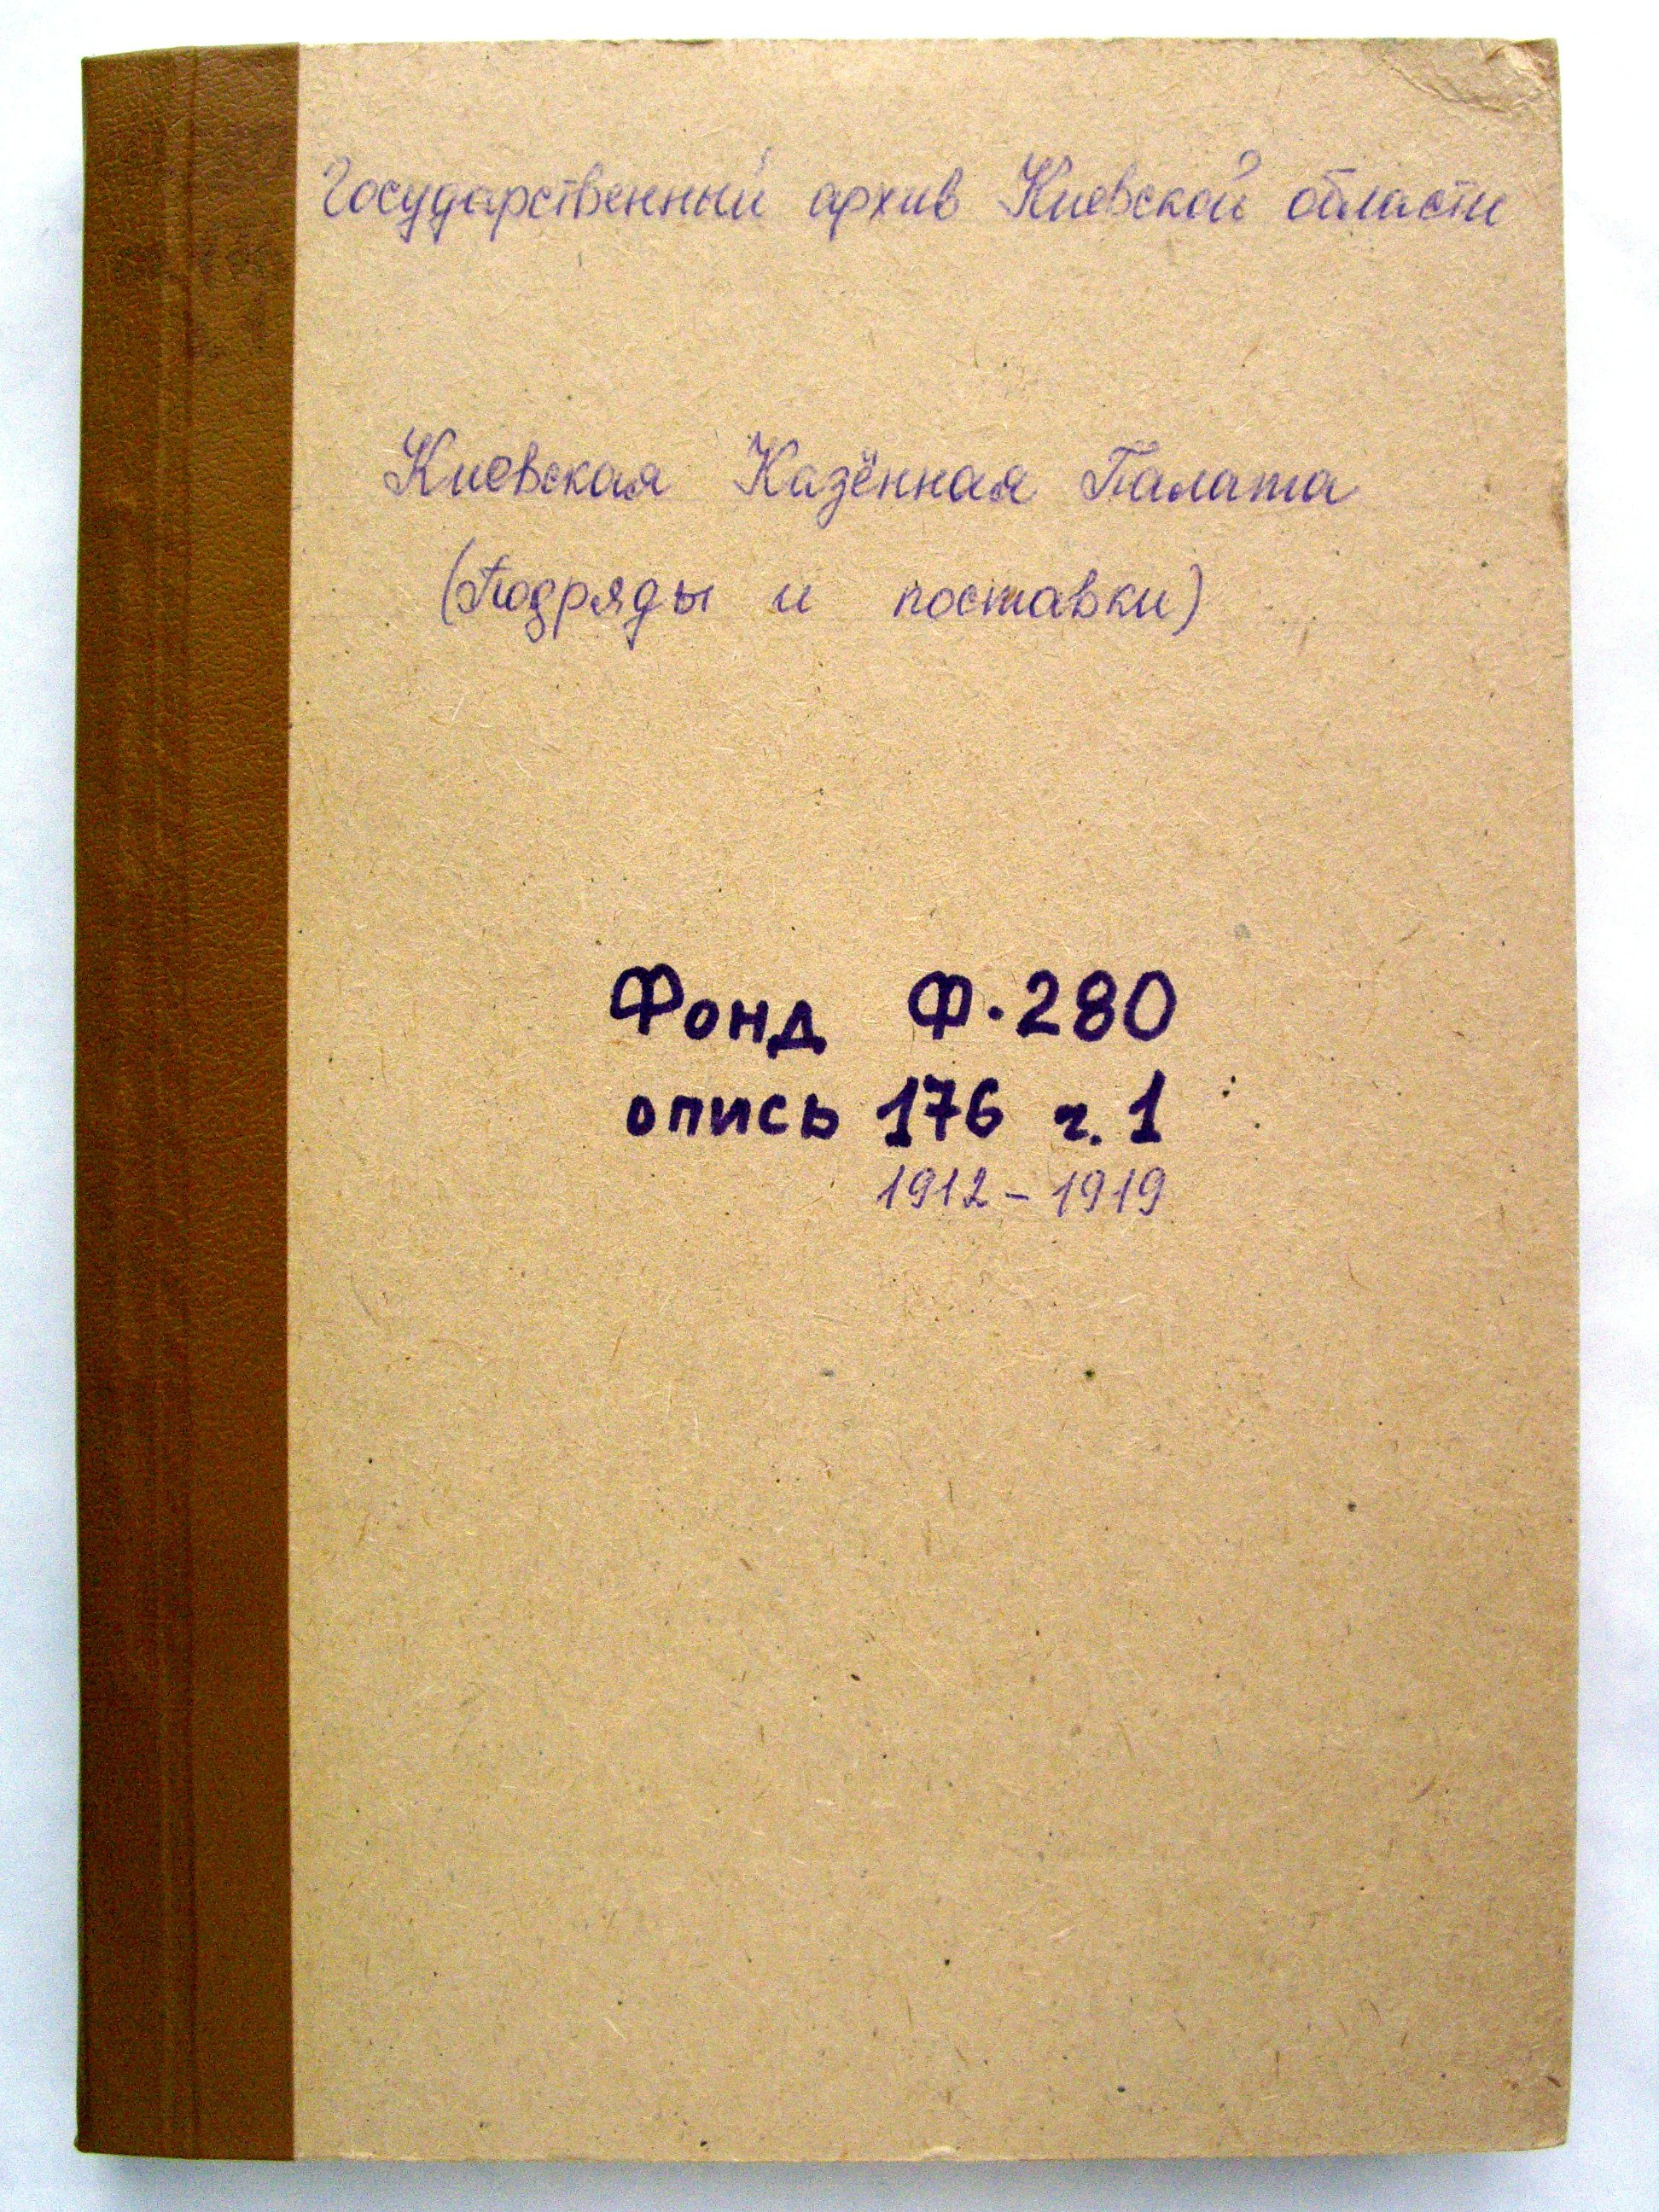 Государственный архив Киевской области
Киевская Казённая Палата
(Подряды и поставки)
Фонд Ф.280
опись 176 ч.1
1912-1919